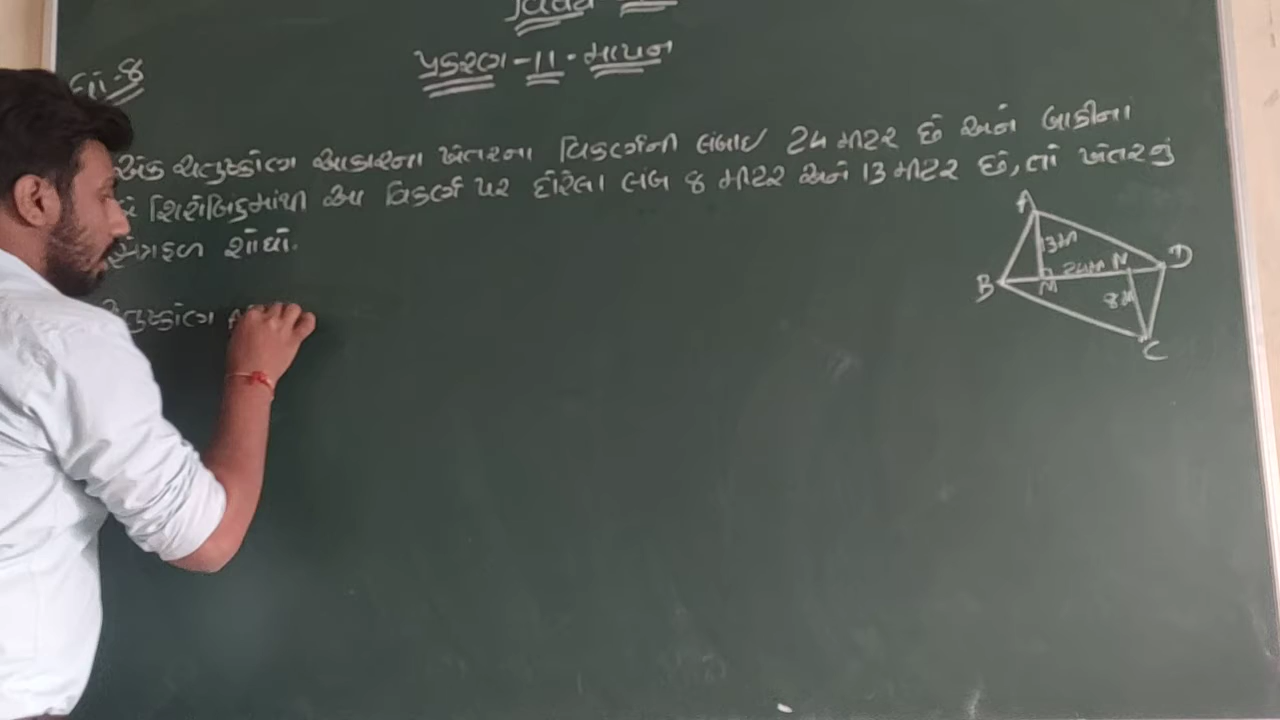 પ્રકરણ-11. માપન
એક ચતુષ્કોણ આકારના ખેતરના વિકર્ણની લંબાઈ 24 મીટર છે અને બાકીના
બે શિરોબિંદુમાંથી આ વિકર્ણ પર દોરેલા લંબ 8 મીટર અને 13 મીટર છે, તો ખેતરનું
ક્ષેત્રફળ શોધો.
A
13m
24m N D
B M
8m
C
ચતુષ્કોણ